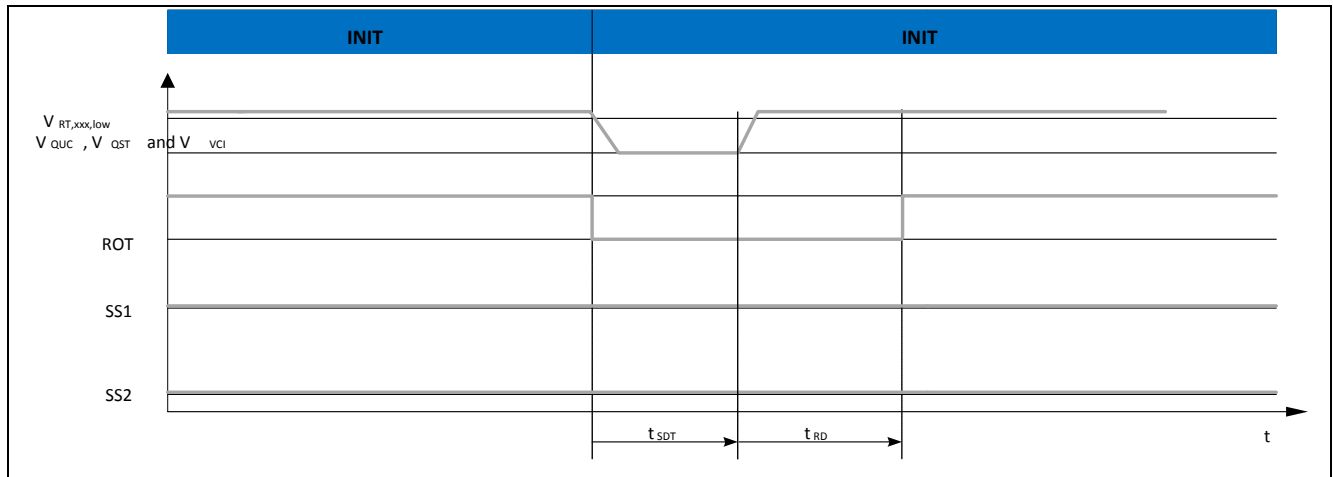 INIT INIT
V RT,xxx,low
V QUC , V QST and V VCI
ROT
SS1
SS2
t SDT t RD t